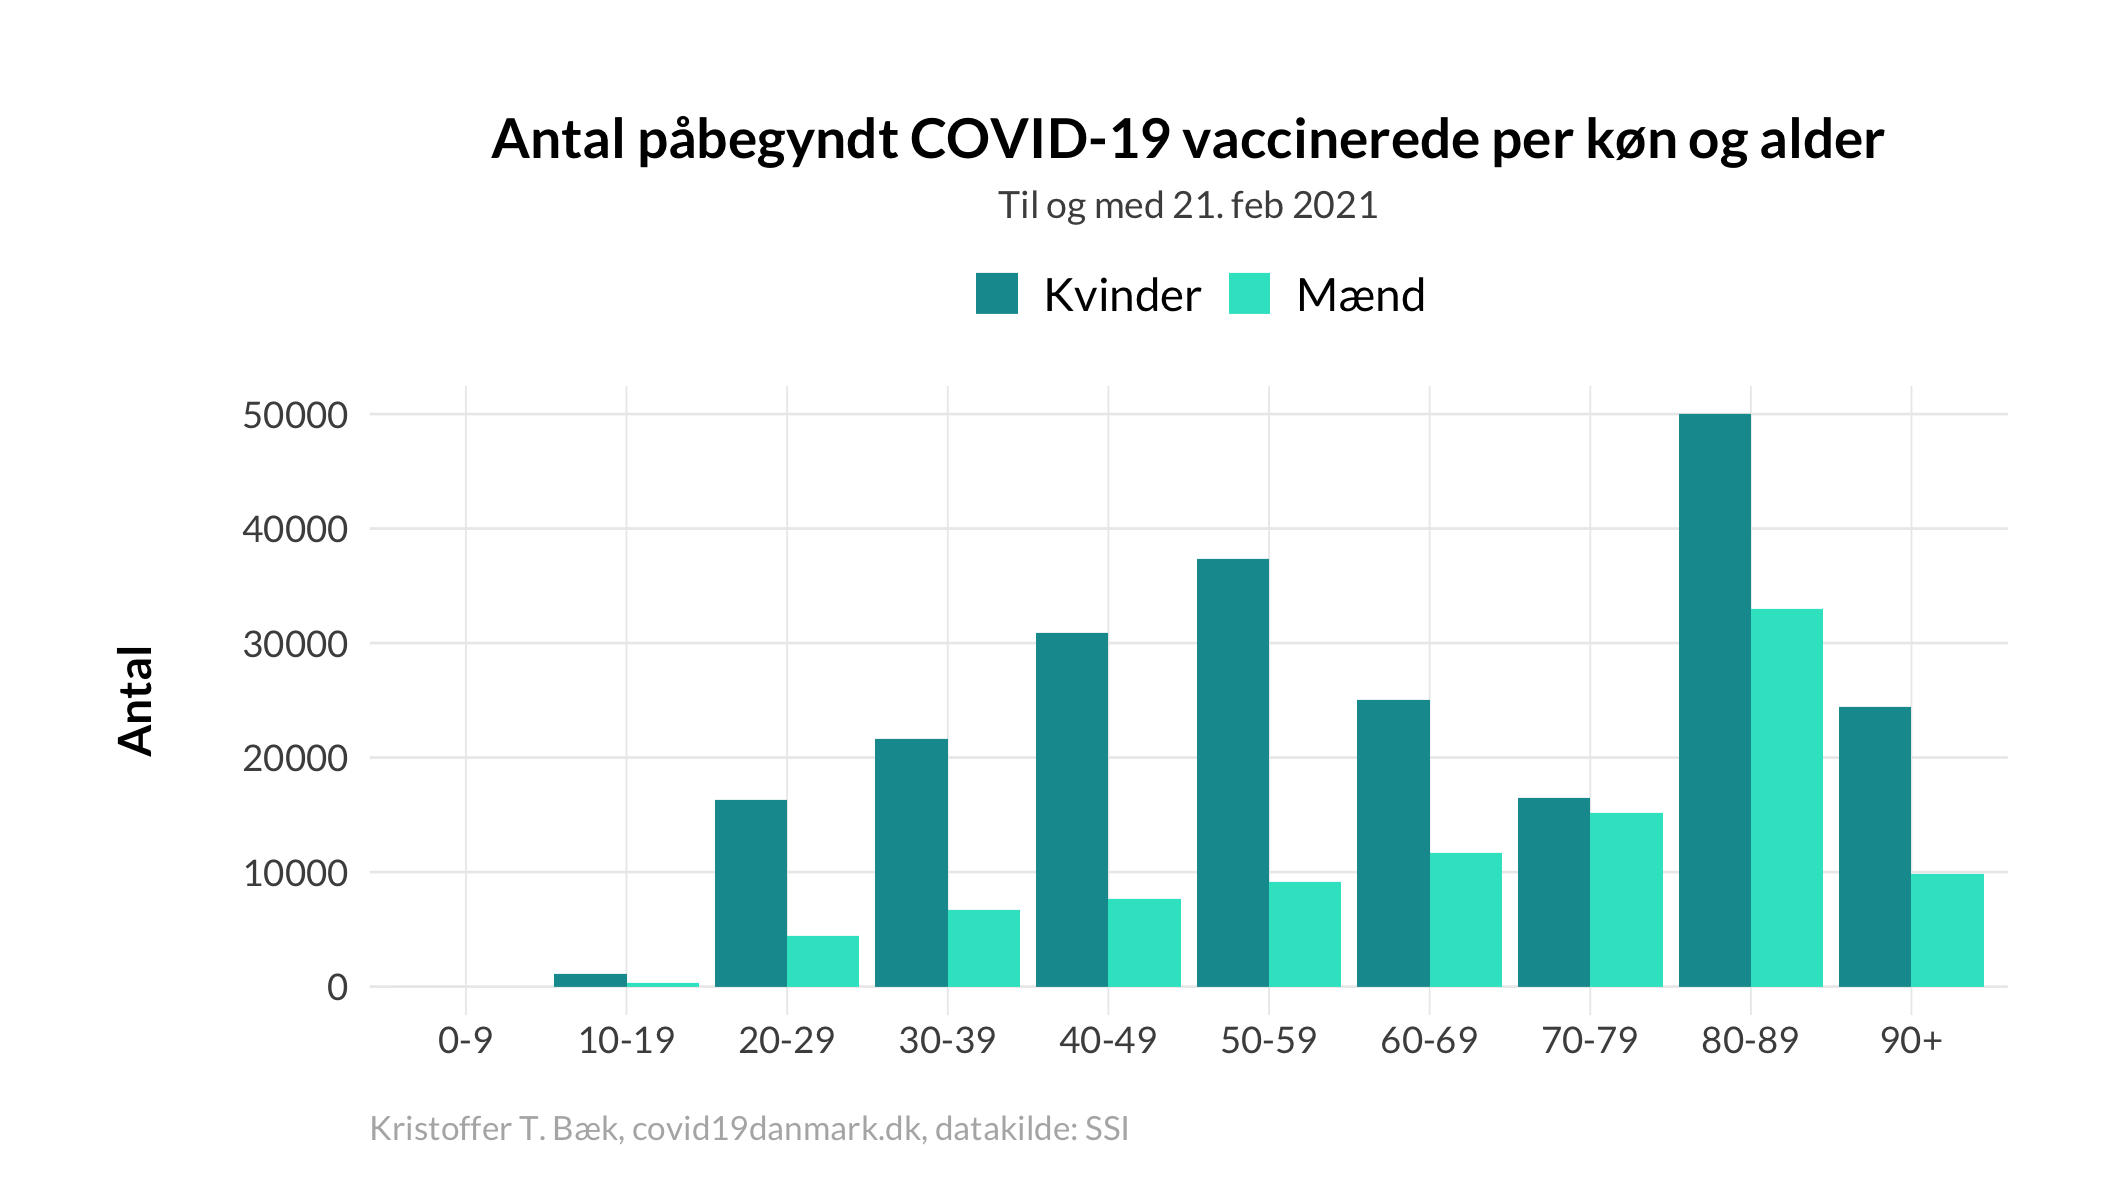 Antal påbegyndt COVID-19 vaccinerede per køn og alder
Til og med 21. feb 2021
Kvinder Mænd
Antal
50000
40000
30000
20000
10000
0
0-9 10-19 20-29 30-39 40-49 50-59 60-69 70-79 80-89 90+
Kristoffer T. Bæk, covid19danmark.dk, datakilde: SSI